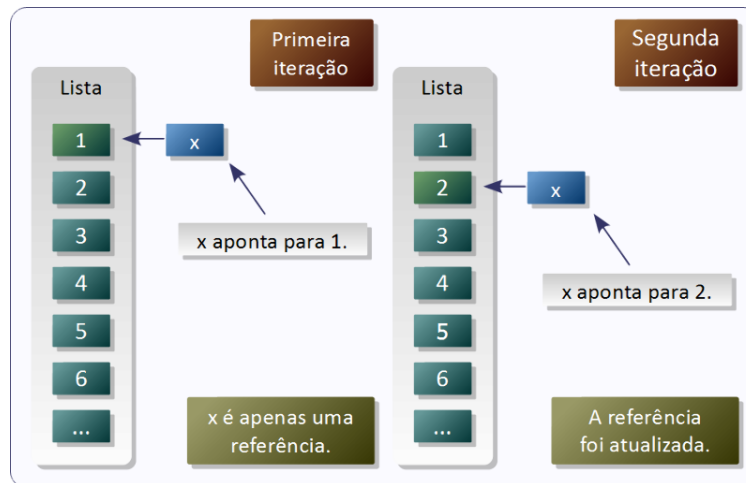 Primeira
iteração
Lista
1
x
2
3
x aponta para 1.
4
5
6
...
x é apenas uma
referência.
Segunda
iteração
Lista
1
2
x
3
4
x aponta para 2.
5
6
...
A referência
foi atualizada.